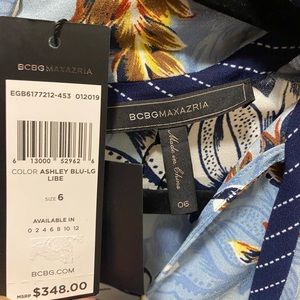 BCBGMAXAZRIA
EGB6177212-453 012019
6 13000 52962 6
COLOR ASHLEY BLU-LG
LIBE
SIZE 6
AVAILABLE IN
0 2 4 6 8 10 12
BCBG.COM
MSRP $348.00
BCBGMAXAZRIA
Made in China
06